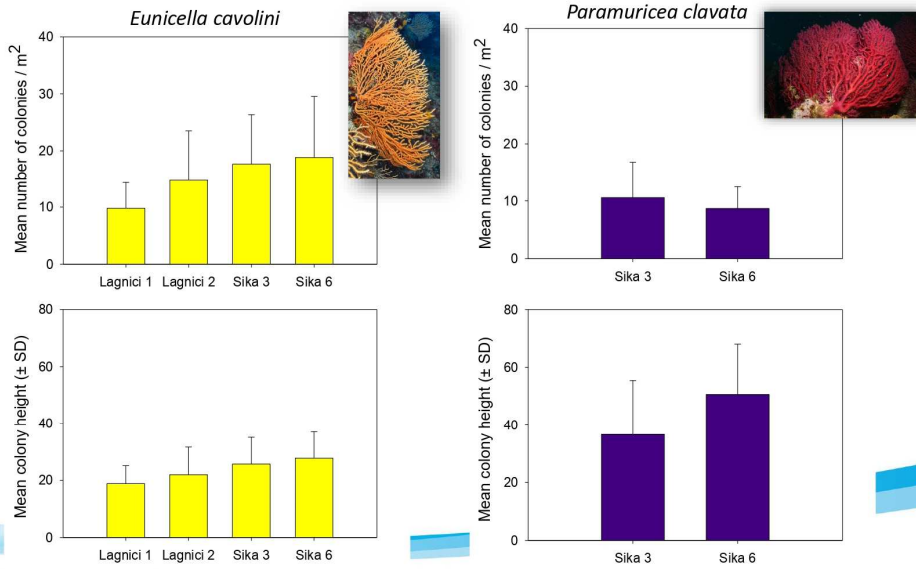 Eunicella cavolini
Mean number of colonies / m²
40
30
20
10
0
Lagnici 1 Lagnici 2 Sika 3 Sika 6
Paramuricea clavata
Mean number of colonies / m²
40
30
20
10
0
Sika 3 Sika 6
Mean colony height (± SD)
80
60
40
20
0
Lagnici 1 Lagnici 2 Sika 3 Sika 6
Mean colony height (± SD)
80
60
40
20
0
Sika 3 Sika 6